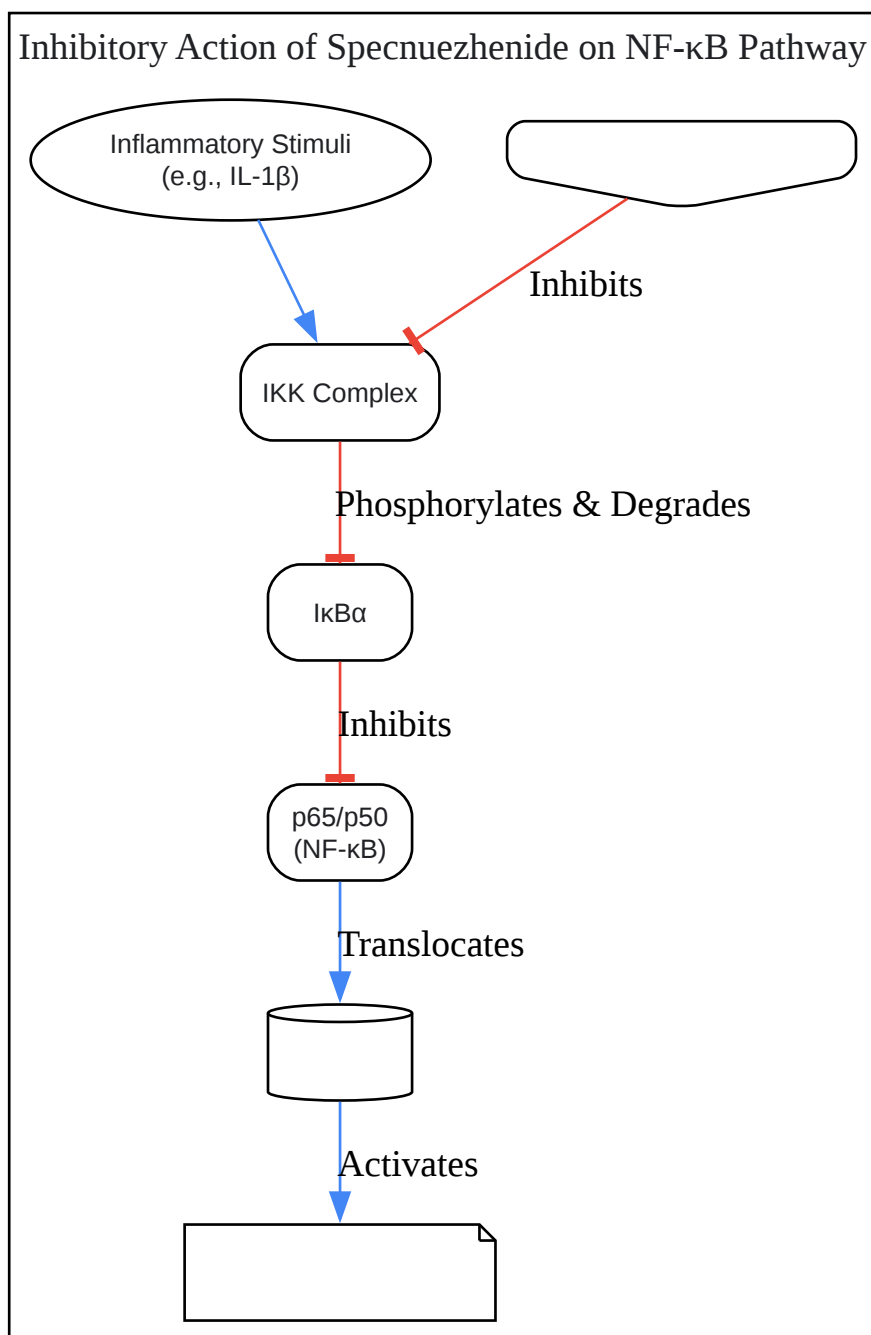 Inhibitory Action of Specnuezhenide on NF-κB Pathway
Inflammatory Stimuli
(e.g., IL-1β)
Inhibits
IKK Complex
Phosphorylates & Degrades
IκBα
Inhibits
p65/p50
(NF-κB)
Translocates
Activates